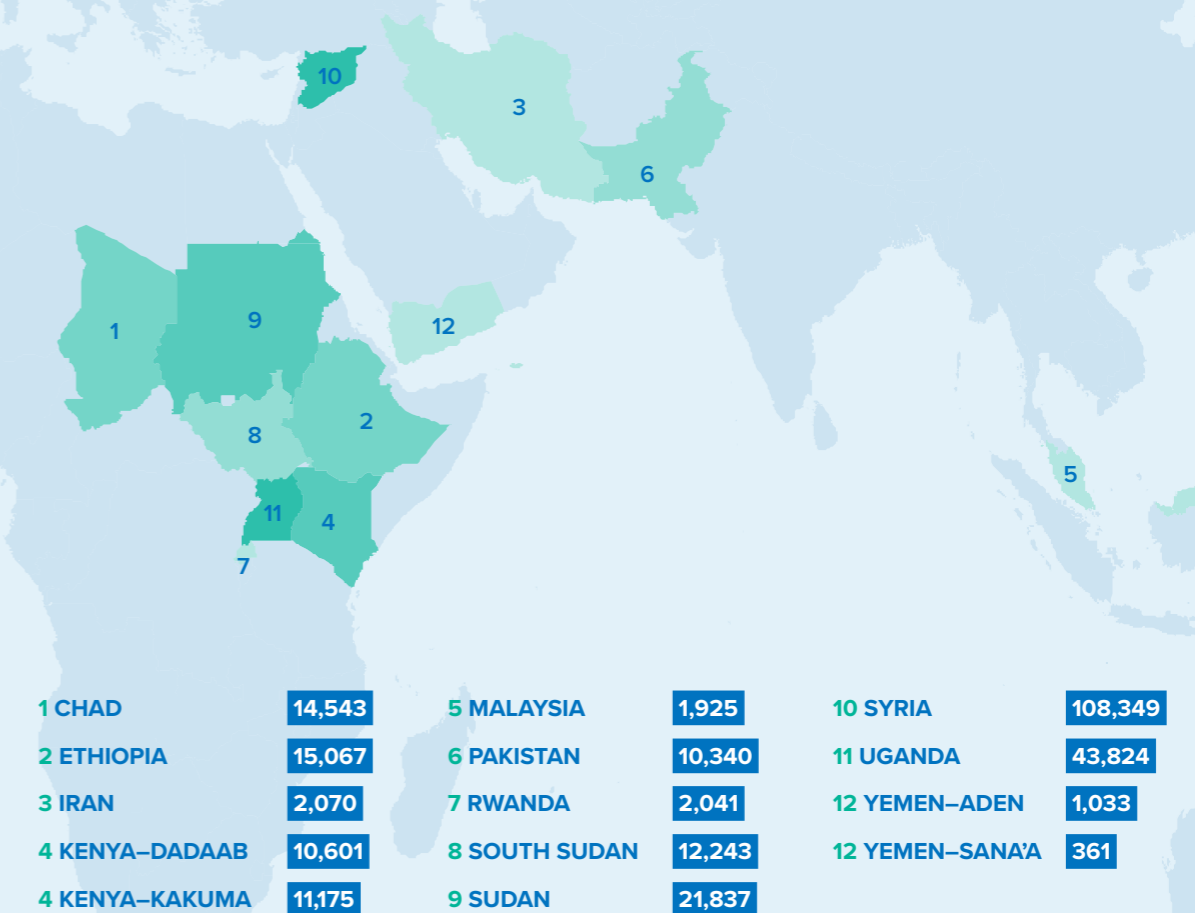 10
3
6
1
9
12
2
8
5
11
4
7
1 CHAD 14,543
2 ETHIOPIA 15,067
3 IRAN 2,070
4 KENYA–DADAAB 10,601
4 KENYA–KAKUMA 11,175
5 MALAYSIA 1,925
6 PAKISTAN 10,340
7 RWANDA 2,041
8 SOUTH SUDAN 12,243
9 SUDAN 21,837
10 SYRIA 108,349
11 UGANDA 43,824
12 YEMEN–ADEN 1,033
12 YEMEN–SANA’A 361